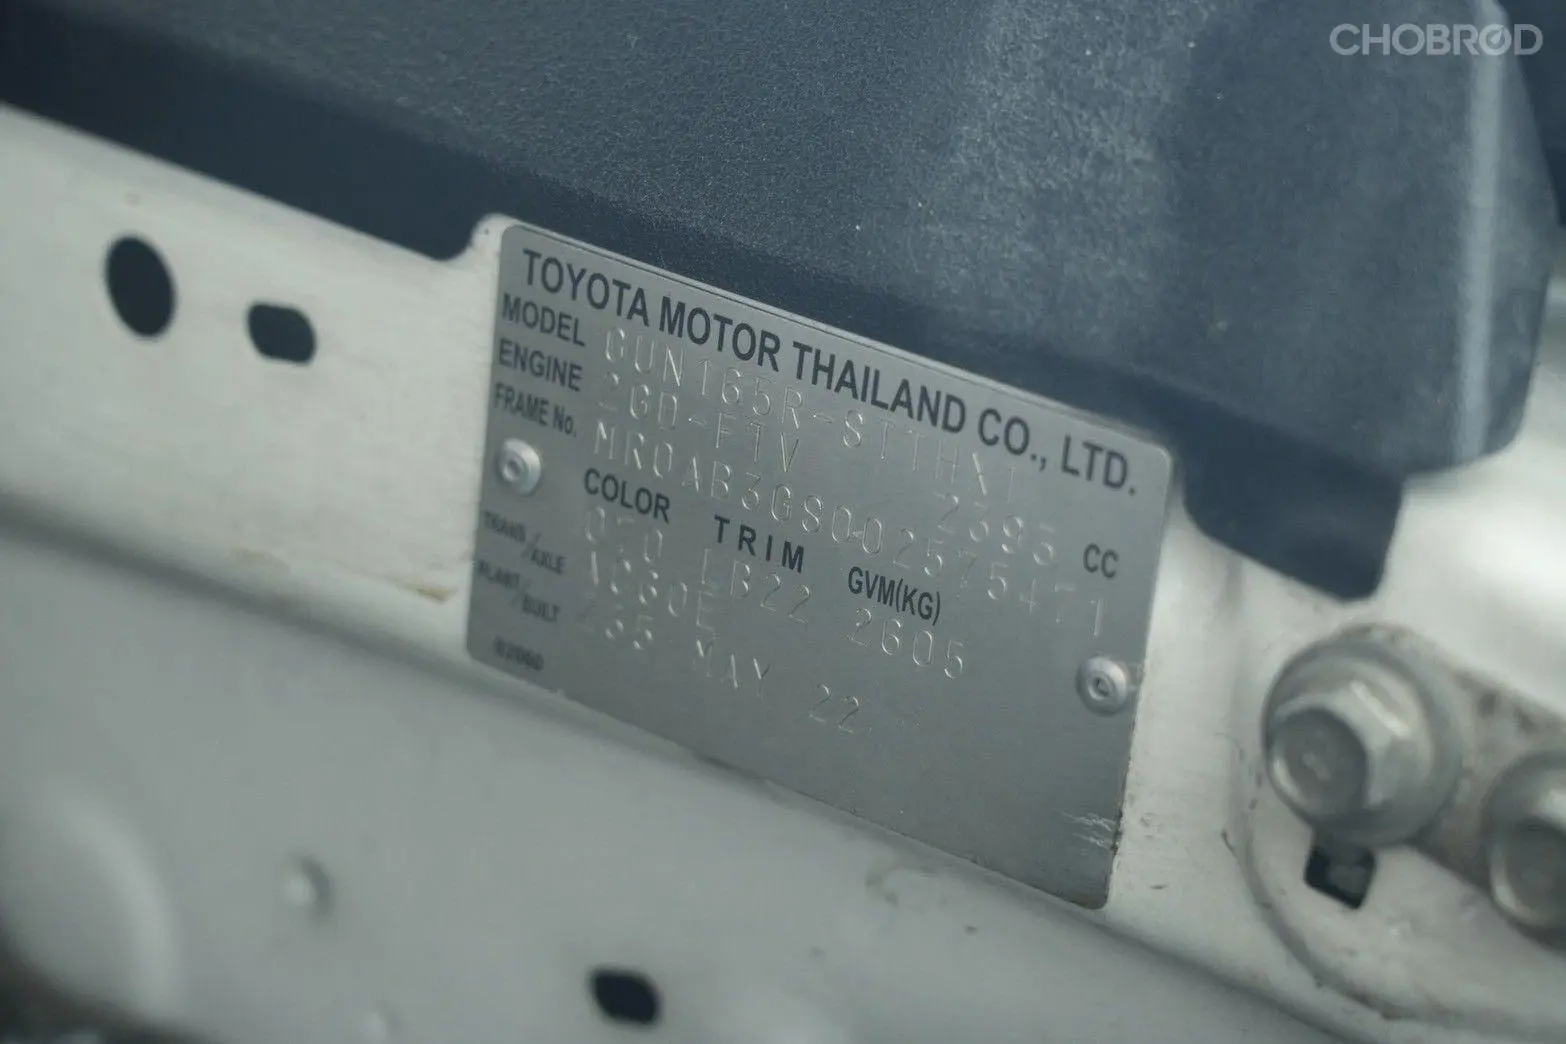 CHOBROD
TOYOTA MOTOR THAILAND CO., LTD.
MODEL GUN165R-STTHXT
ENGINE 2GD-FTV 2393 CC
FRAME No. MR0AB3GS002575471
COLOR TRIM GVM(KG)
070 LB22 2605
TRANS/AXLE AC60E
PLANT/BUILT MAY 22